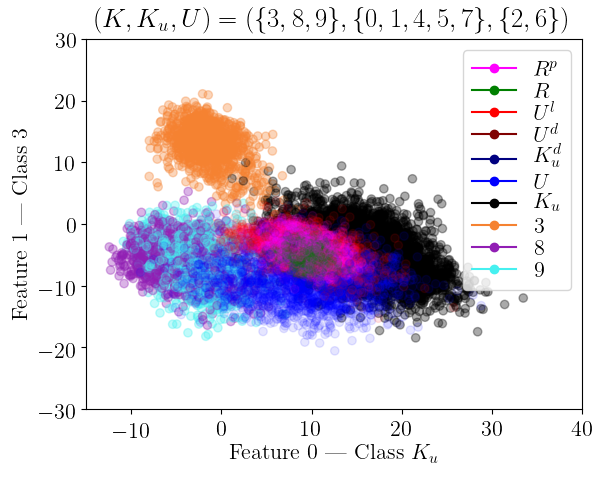 (K, K_u, U) = ({3, 8, 9}, {0, 1, 4, 5, 7}, {2, 6})
30
20
10
0
−10
−20
−30
Feature 1 — Class 3
R^p
R
U^l
U^d
K_u^d
U
K_u
3
8
9
−10
0
10
20
30
40
Feature 0 — Class K_u